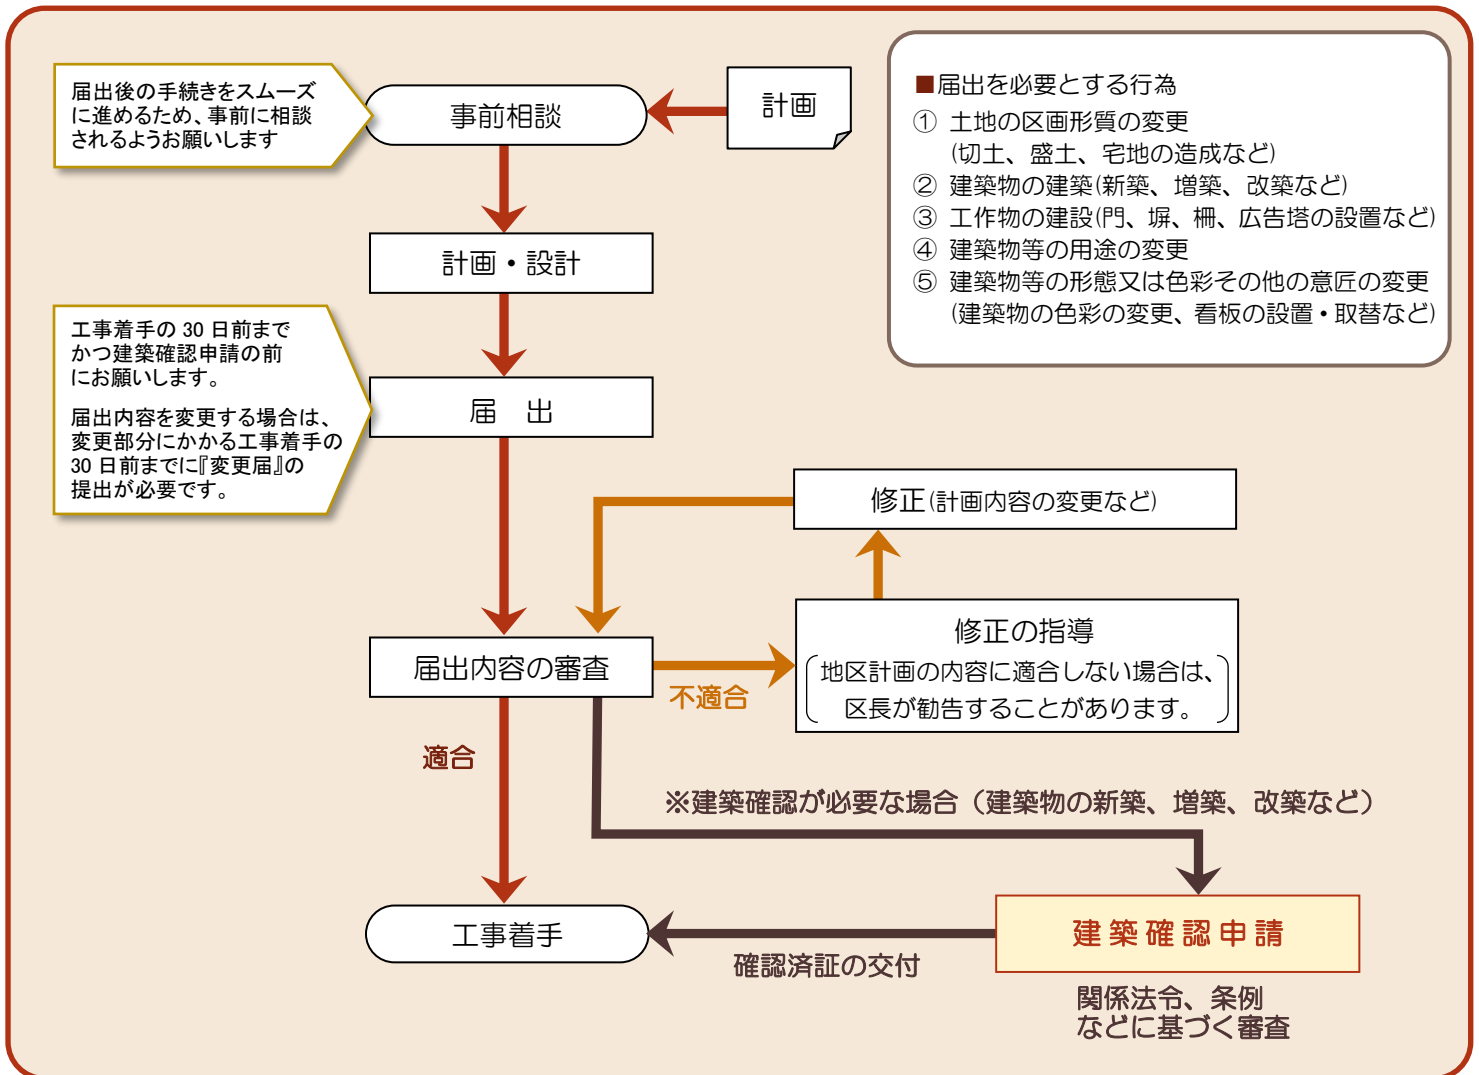 届出後の手続きをスムーズ
に進めるため、事前に相談
されるようお願いします
事前相談
計画
■届出を必要とする行為
① 土地の区画形質の変更
(切土、盛土、宅地の造成など)
② 建築物の建築(新築、増築、改築など)
③ 工作物の建設(門、塀、柵、広告塔の設置など)
④ 建築物等の用途の変更
⑤ 建築物等の形態又は色彩その他の意匠の変更
(建築物の色彩の変更、看板の設置・取替など)
計画・設計
工事着手の 30 日前まで
かつ建築確認申請の前
にお願いします。
届出内容を変更する場合は、
変更部分にかかる工事着手の
30 日前までに『変更届』の
提出が必要です。
届 出
修正(計画内容の変更など)
修正の指導
地区計画の内容に適合しない場合は、
区長が勧告することがあります。
届出内容の審査
不適合
適合
※建築確認が必要な場合（建築物の新築、増築、改築など）
工事着手
建築確認申請
確認済証の交付
関係法令、条例
などに基づく審査